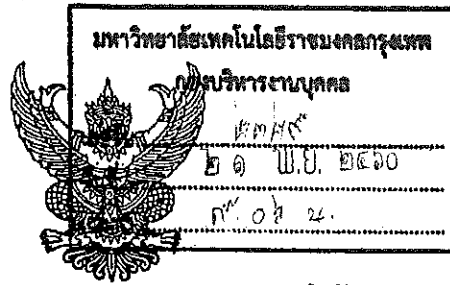 มหาวิทยาลัยเทคโนโลยีราชมงคลกรุงเทพ
กองบริหารงานบุคคล
๒๑ พ.ย. ๒๕๖๐
น.